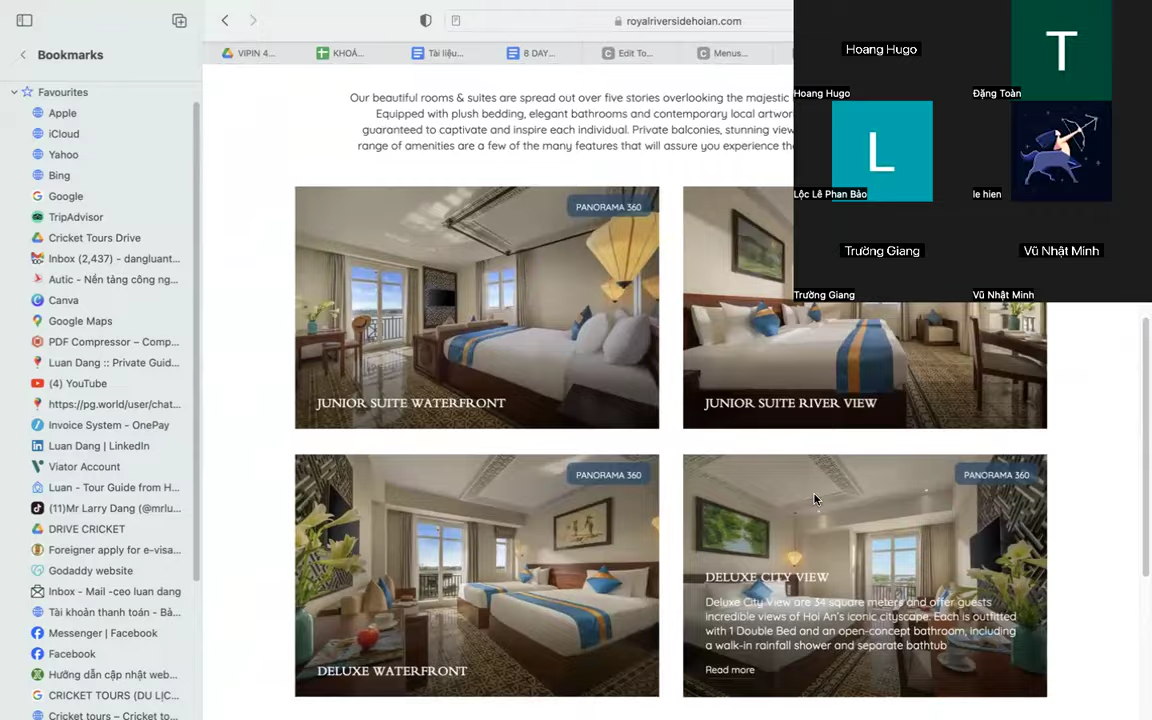 royalriversidehoian.com
Bookmarks
VIPIN 4...
KHOÁ...
Tài liệu...
8 DAY...
Edit To...
Menus...
Favourites
Apple
iCloud
Yahoo
Bing
Google
TripAdvisor
Cricket Tours Drive
Inbox (2,437) - dangluant...
Autic - Nền tảng công ng...
Canva
Google Maps
PDF Compressor – Comp...
Luan Dang :: Private Guid...
(4) YouTube
https://pg.world/user/chat...
Invoice System - OnePay
Luan Dang | LinkedIn
Viator Account
Luan - Tour Guide from H...
(11)Mr Larry Dang (@mrlu...
DRIVE CRICKET
Foreigner apply for e-visa...
Godaddy website
Inbox - Mail -ceo luan dang
Tài khoản thanh toán - Bả...
Messenger | Facebook
Facebook
Hướng dẫn cập nhật web...
CRICKET TOURS (DU LỊC...
Cricket tours – Cricket to...
Our beautiful rooms & suites are spread out over five stories overlooking the majestic
Equipped with plush bedding, elegant bathrooms and contemporary local artwor
guaranteed to captivate and inspire each individual. Private balconies, stunning view
range of amenities are a few of the many features that will assure you experience th
PANORAMA 360
JUNIOR SUITE WATERFRONT
JUNIOR SUITE RIVER VIEW
PANORAMA 360
DELUXE WATERFRONT
PANORAMA 360
DELUXE CITY VIEW
Deluxe City View are 34 square meters and offer guests
incredible views of Hoi An's iconic cityscape. Each is outfitted
with 1 Double Bed and an open-concept bathroom, including
a walk-in rainfall shower and separate bathtub
Read more
Hoang Hugo
Hoang Hugo
T
Đặng Toàn
L
Lộc Lê Phan Bảo
le hien
Trường Giang
Trường Giang
Vũ Nhật Minh
Vũ Nhật Minh